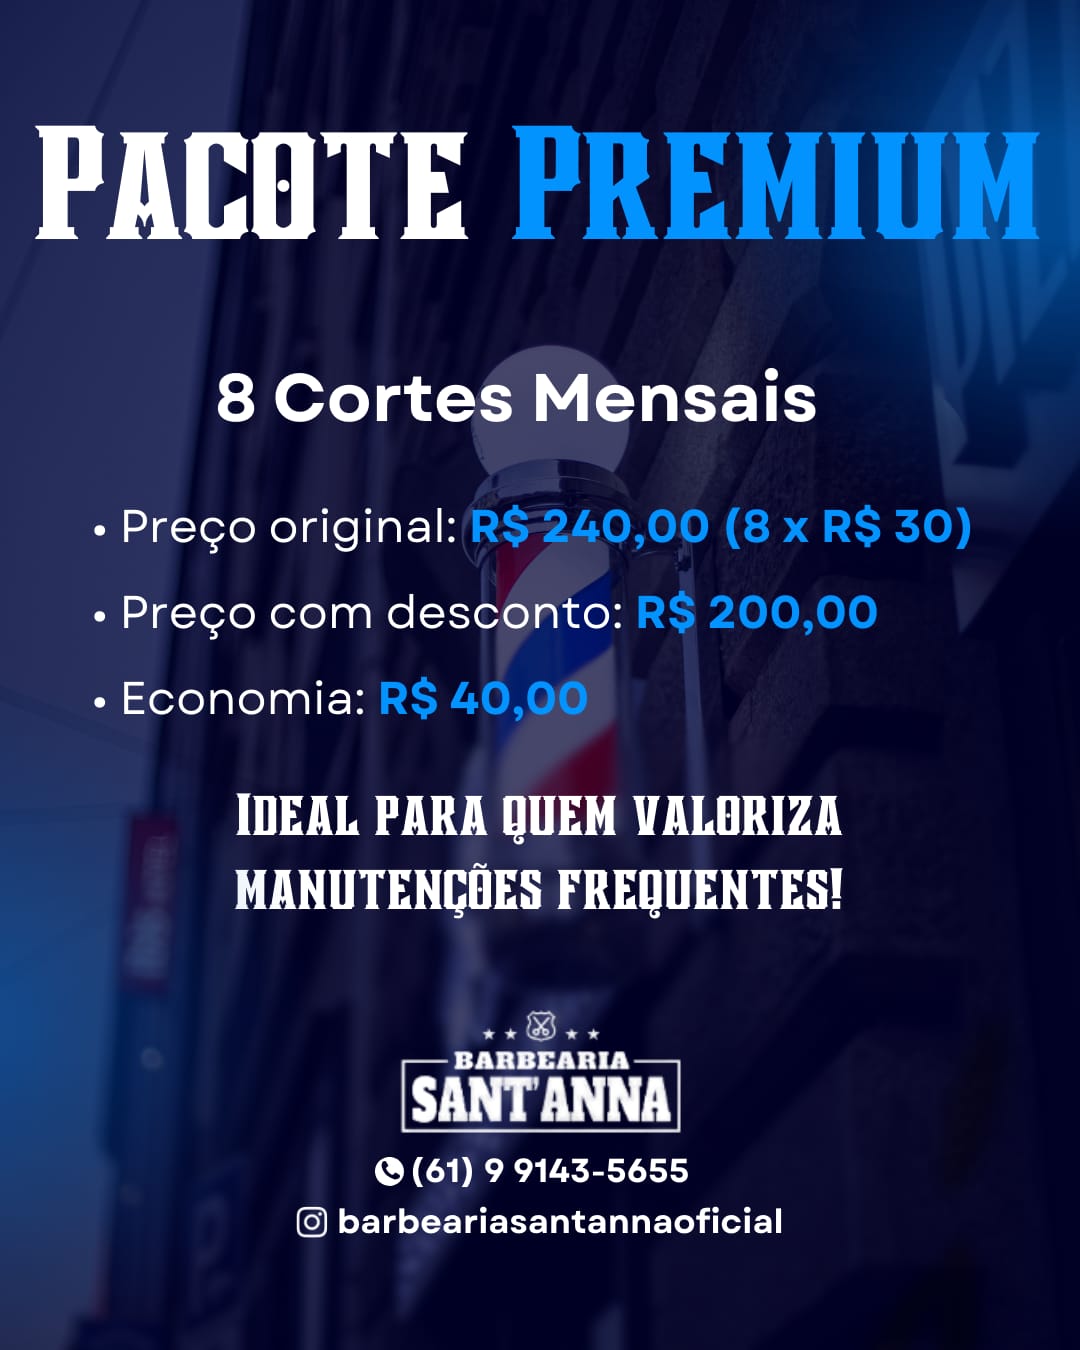 Pacote Premium
8 Cortes Mensais
• Preço original: R$ 240,00 (8 x R$ 30)
• Preço com desconto: R$ 200,00
• Economia: R$ 40,00
Ideal para quem valoriza
manutenções frequentes!
BARBEARIA
SANT'ANNA
(61) 9 9143-5655
barbeariasantannaoficial